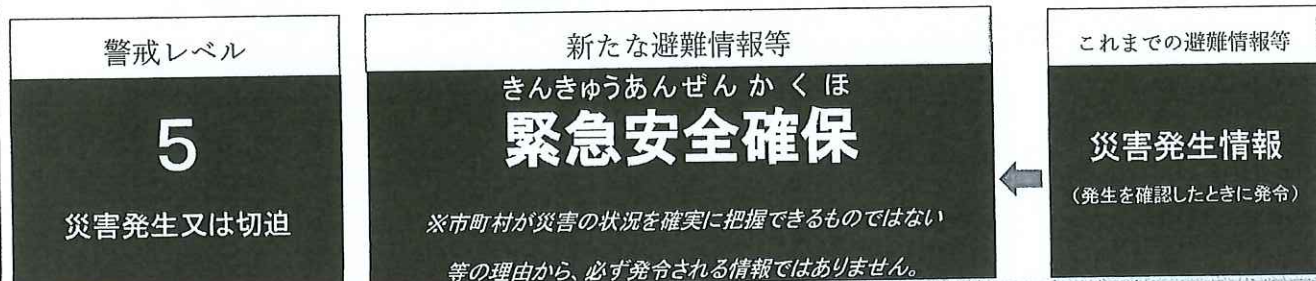 警戒レベル
5
災害発生又は切迫
新たな避難情報等
きんきゅうあんぜんかくほ
緊急安全確保
※市町村が災害の状況を確実に把握できるものではない
等の理由から、必ず発令される情報ではありません。
これまでの避難情報等
災害発生情報
(発生を確認したときに発令)